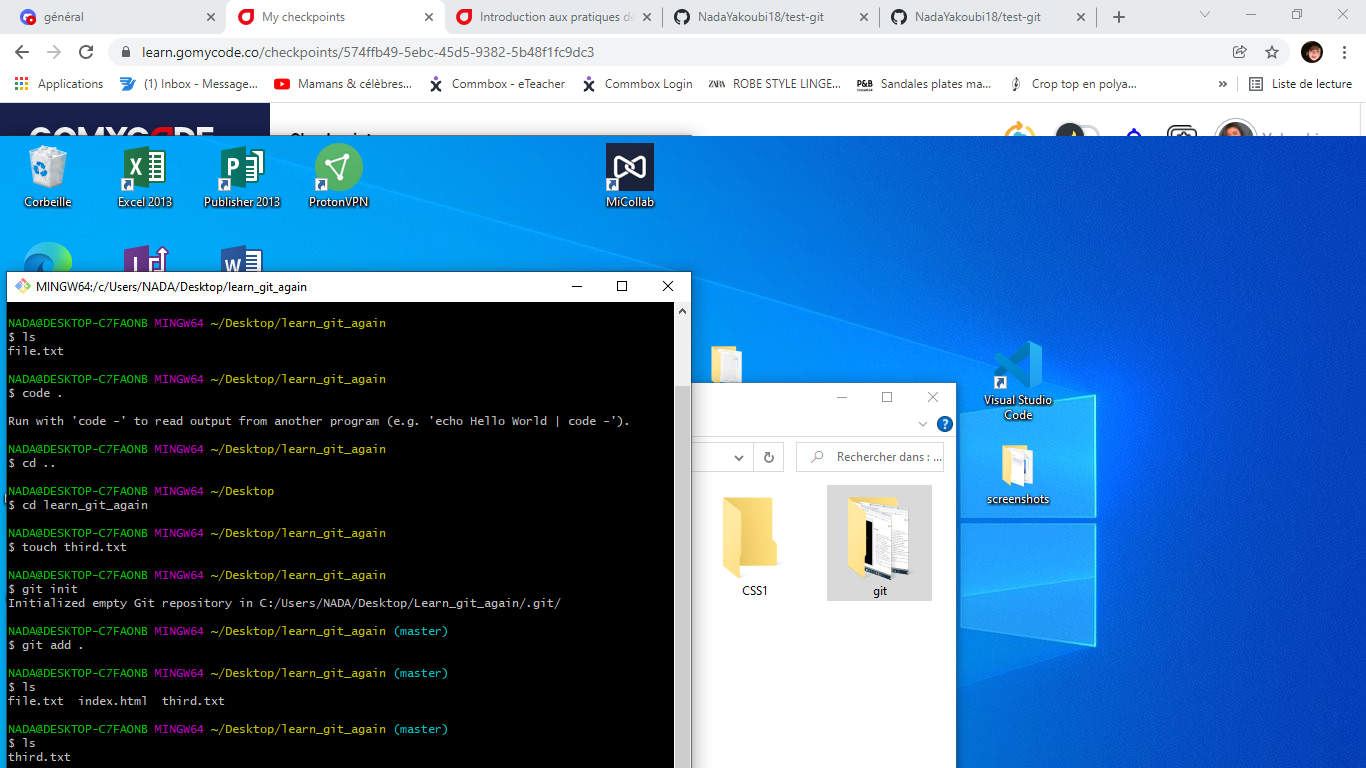 général
My checkpoints
Introduction aux pratiques de
NadaYakoubi18/test-git
NadaYakoubi18/test-git
learn.gomycode.co/checkpoints/574ffb49-5ebc-45d5-9382-5b48f1fc9dc3
Applications
(1) Inbox - Message...
Mamans & célèbres...
Commbox - eTeacher
Commbox Login
ZARA
ROBE STYLE LINGE...
P&B
Sandales plates ma...
Crop top en polya...
»
Liste de lecture
GOMYCODE
Corbeille
Excel 2013
Publisher 2013
ProtonVPN
MiCollab
MINGW64:/c/Users/NADA/Desktop/learn_git_again
NADA@DESKTOP-C7FAONB MINGW64 ~/Desktop/learn_git_again
$ ls
file.txt
NADA@DESKTOP-C7FAONB MINGW64 ~/Desktop/learn_git_again
$ code .
Run with 'code -' to read output from another program (e.g. 'echo Hello World | code -').
NADA@DESKTOP-C7FAONB MINGW64 ~/Desktop/learn_git_again
$ cd ..
NADA@DESKTOP-C7FAONB MINGW64 ~/Desktop
$ cd learn_git_again
NADA@DESKTOP-C7FAONB MINGW64 ~/Desktop/learn_git_again
$ touch third.txt
NADA@DESKTOP-C7FAONB MINGW64 ~/Desktop/learn_git_again
$ git init
Initialized empty Git repository in C:/Users/NADA/Desktop/Learn_git_again/.git/
NADA@DESKTOP-C7FAONB MINGW64 ~/Desktop/learn_git_again (master)
$ git add .
NADA@DESKTOP-C7FAONB MINGW64 ~/Desktop/learn_git_again (master)
$ ls
file.txt  index.html  third.txt
NADA@DESKTOP-C7FAONB MINGW64 ~/Desktop/learn_git_again (master)
$ ls
third.txt
Rechercher dans : ...
CSS1
git
Visual Studio
Code
screenshots